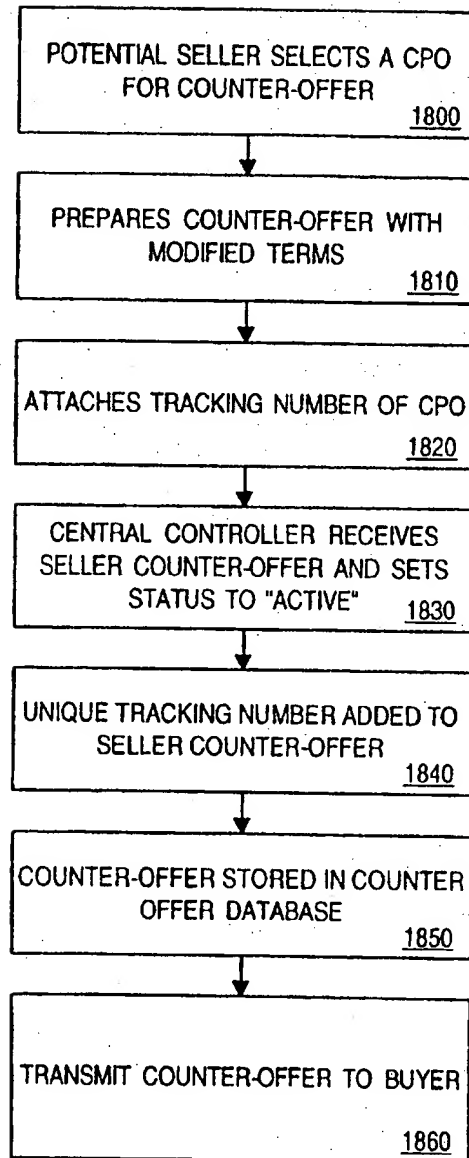 POTENTIAL SELLER SELECTS A CPO
FOR COUNTER-OFFER
1800
PREPARES COUNTER-OFFER WITH
MODIFIED TERMS
1810
ATTACHES TRACKING NUMBER OF CPO
1820
CENTRAL CONTROLLER RECEIVES
SELLER COUNTER-OFFER AND SETS
STATUS TO "ACTIVE"
1830
UNIQUE TRACKING NUMBER ADDED TO
SELLER COUNTER-OFFER
1840
COUNTER-OFFER STORED IN COUNTER
OFFER DATABASE
1850
TRANSMIT COUNTER-OFFER TO BUYER
1860